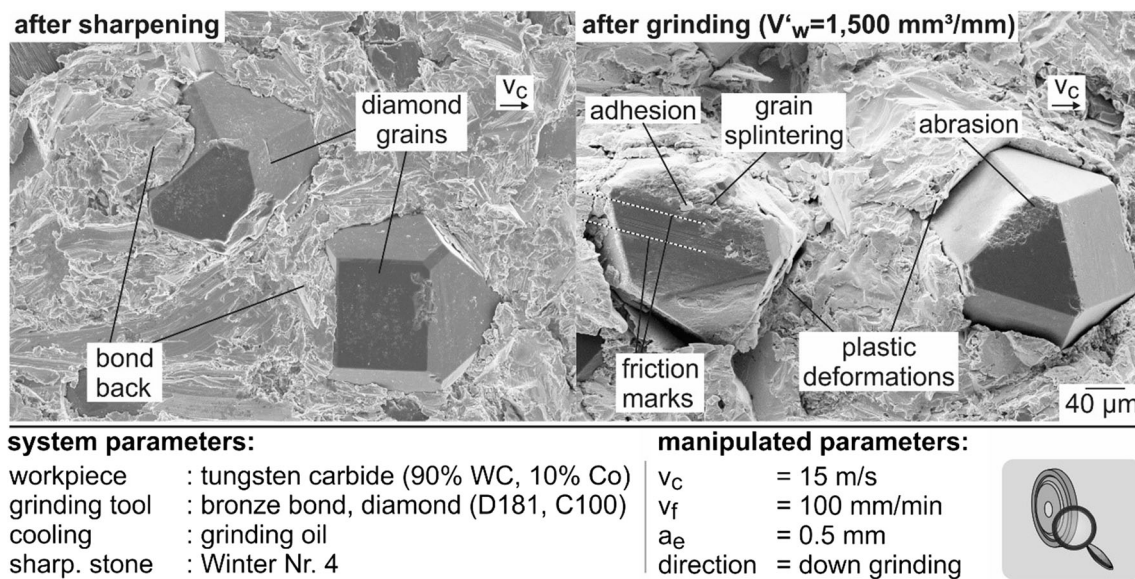 after sharpening
after grinding (V‘w=1,500 mm³/mm)
diamond
grains
vc
bond
back
adhesion
grain
splintering
abrasion
vc
friction
marks
plastic
deformations
40 µm
system parameters:
workpiece : tungsten carbide (90% WC, 10% Co)
grinding tool : bronze bond, diamond (D181, C100)
cooling : grinding oil
sharp. stone : Winter Nr. 4
manipulated parameters:
vc = 15 m/s
vf = 100 mm/min
ae = 0.5 mm
direction = down grinding